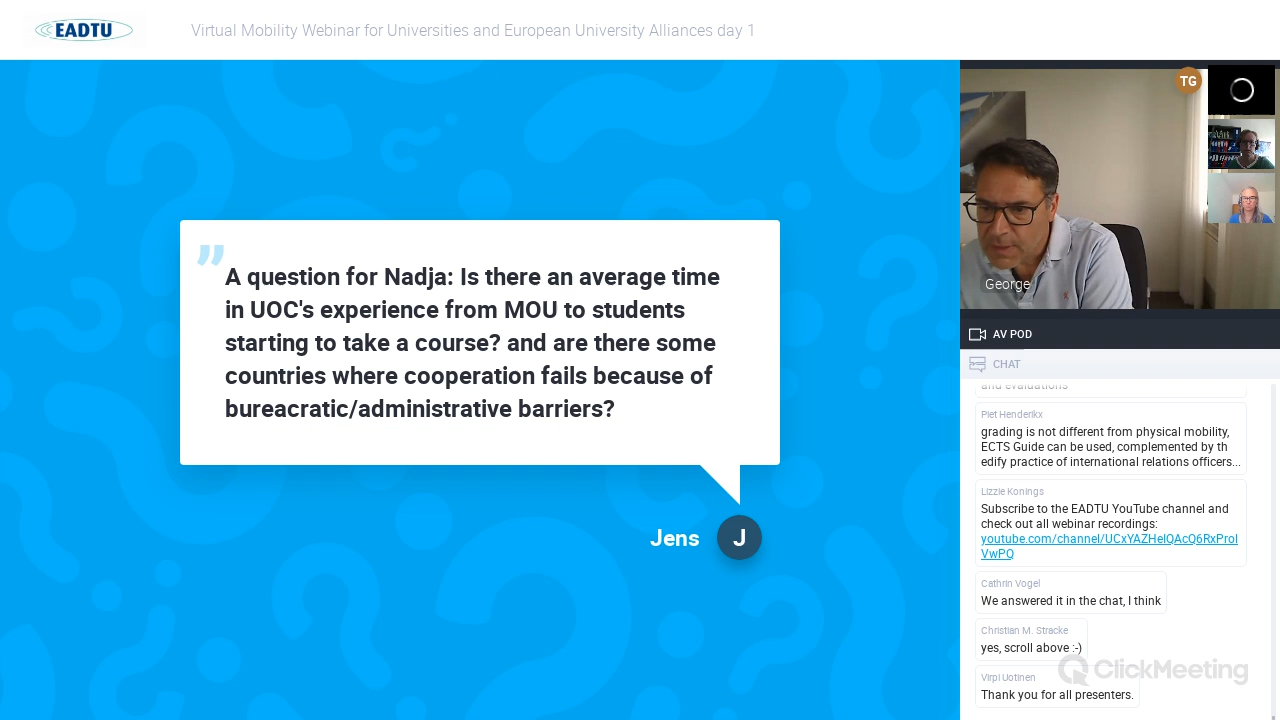 EADTU
Virtual Mobility Webinar for Universities and European University Alliances day 1
TG
George
”
A question for Nadja: Is there an average time
in UOC's experience from MOU to students
starting to take a course? and are there some
countries where cooperation fails because of
bureacratic/administrative barriers?
Jens
J
AV POD
CHAT
and evaluations
Piet Henderikx
grading is not different from physical mobility,
ECTS Guide can be used, complemented by th
edify practice of international relations officers...
Lizzie Konings
Subscribe to the EADTU YouTube channel and
check out all webinar recordings:
youtube.com/channel/UCxYAZHeIQAcQ6RxProI
VwPQ
Cathrin Vogel
We answered it in the chat, I think
Christian M. Stracke
yes, scroll above :-)
ClickMeeting
Virpi Uotinen
Thank you for all presenters.